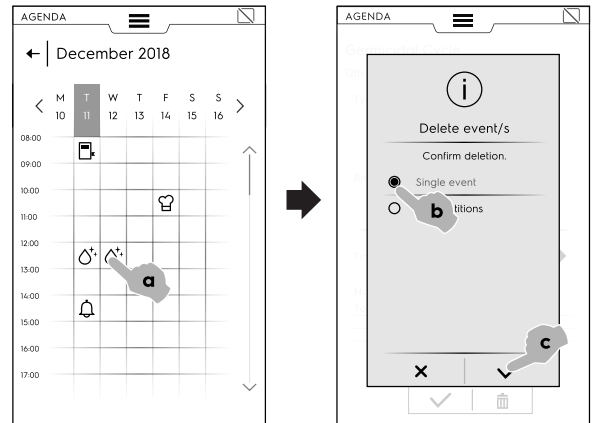 AGENDA
December 2018
M T W T F S S
10 11 12 13 14 15 16
08:00
09:00
10:00
11:00
12:00
13:00
14:00
15:00
16:00
17:00
a
AGENDA
Delete event/s
Confirm deletion.
Single event
titions
b
c